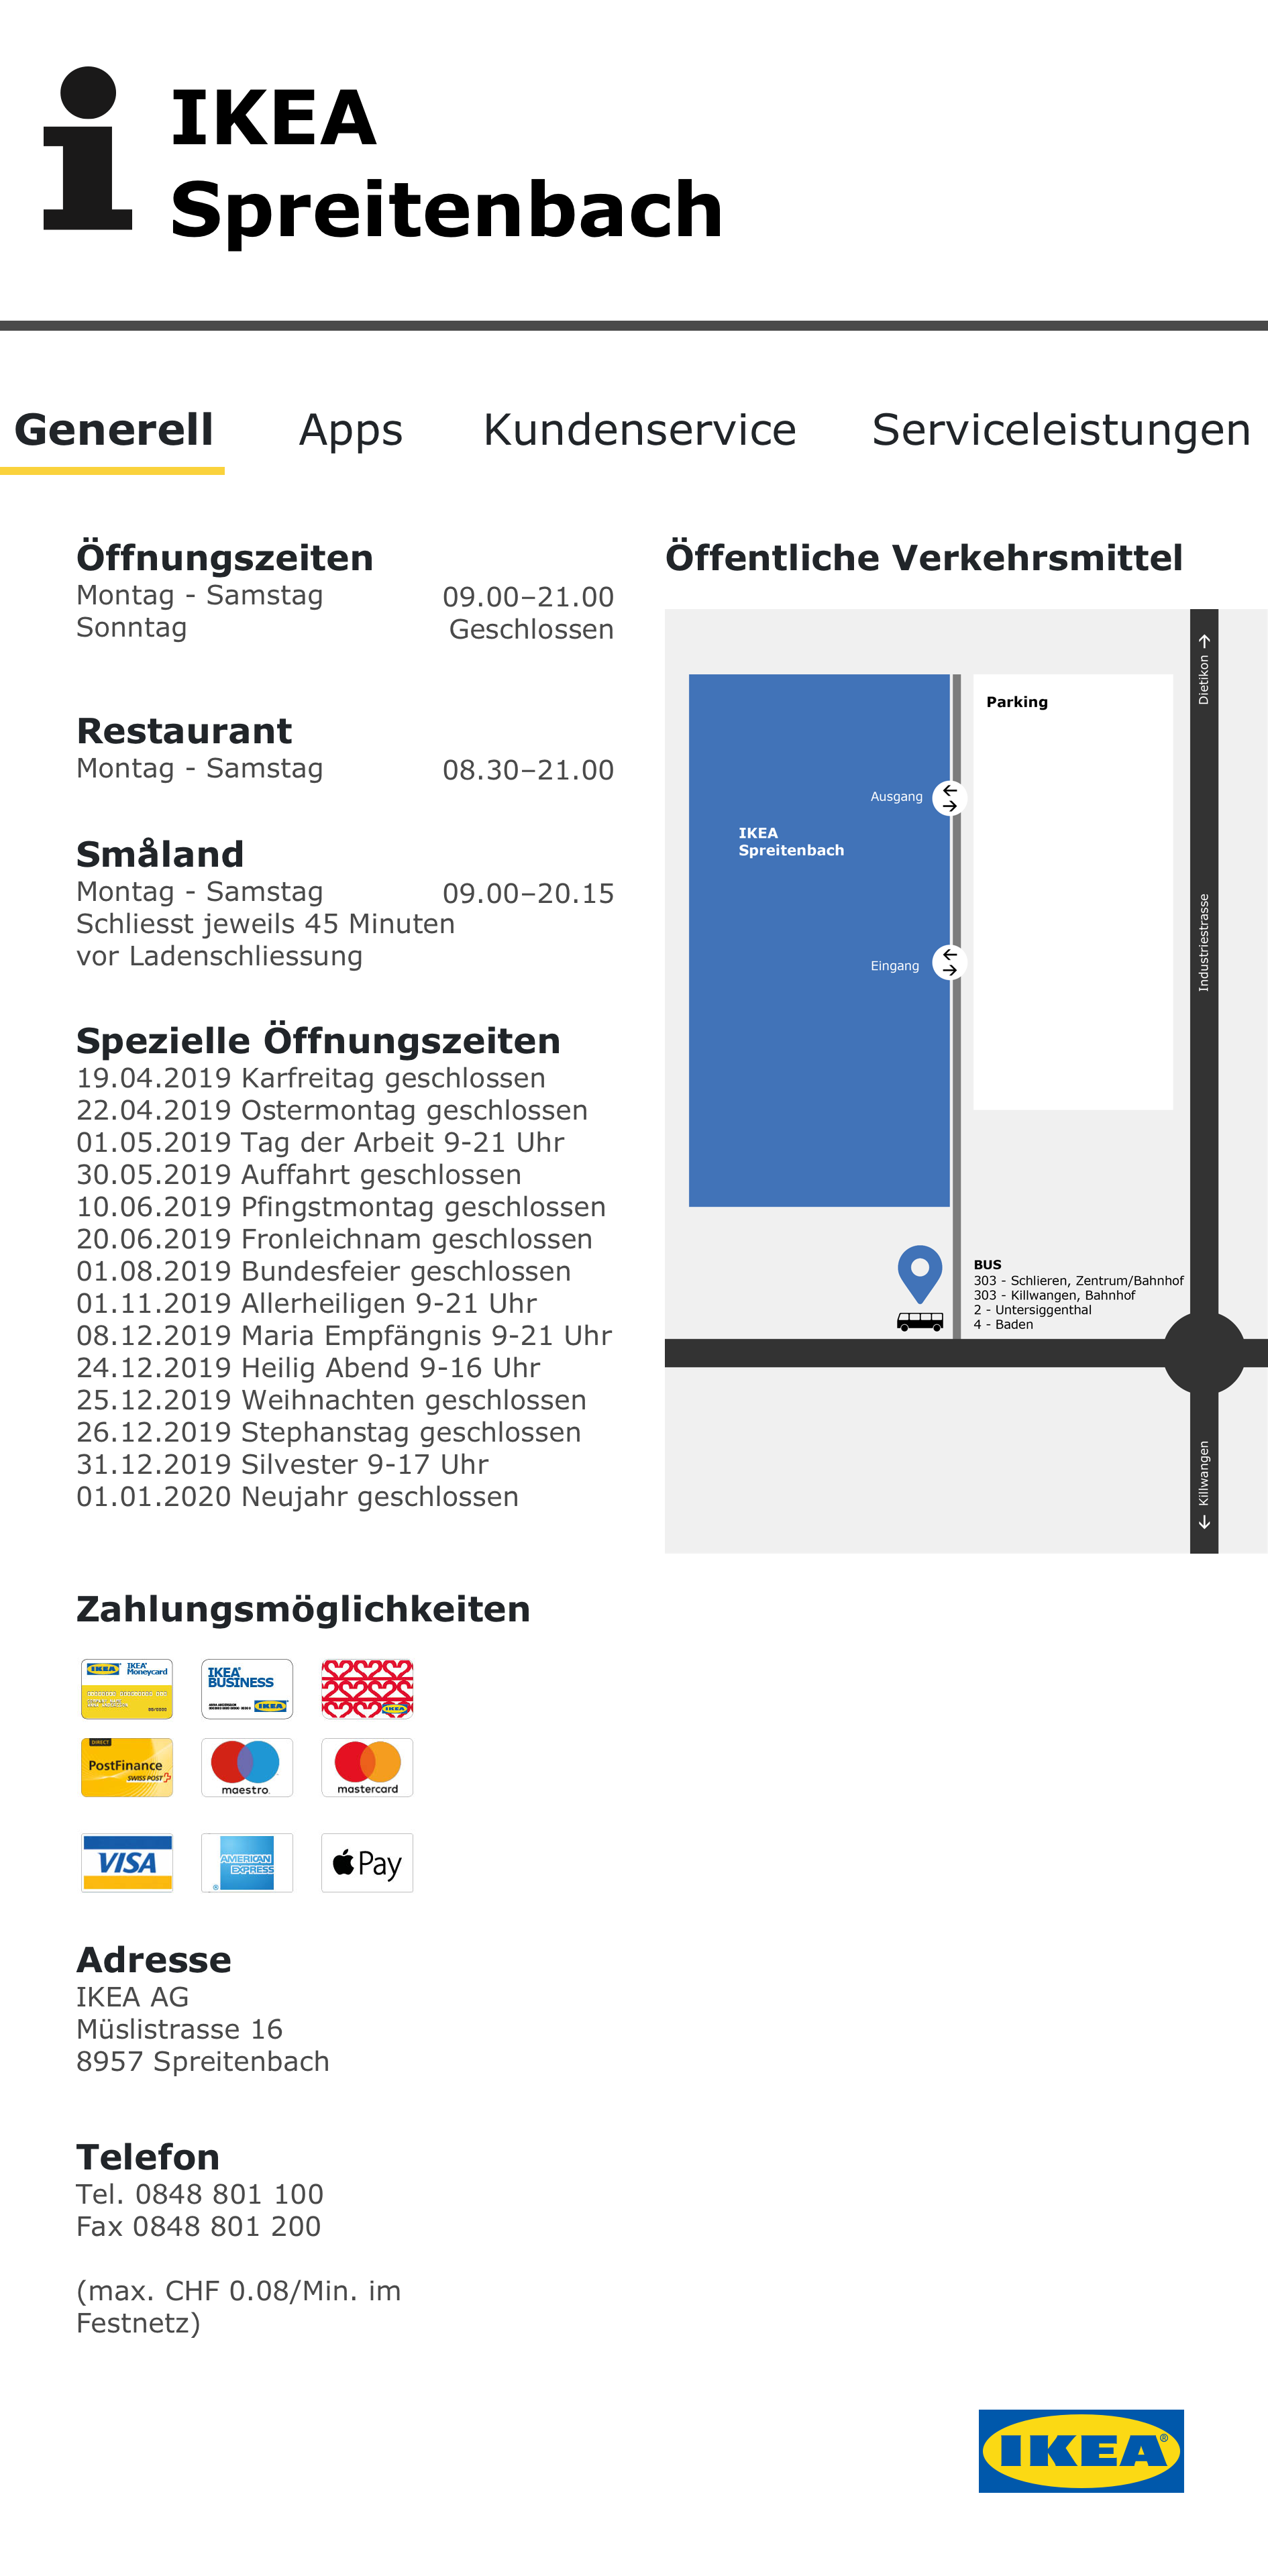 IKEA
Spreitenbach
Generell Apps Kundenservice Serviceleistungen
Öffnungszeiten
Montag - Samstag 09.00–21.00
Sonntag Geschlossen
Restaurant
Montag - Samstag 08.30–21.00
Småland
Montag - Samstag 09.00–20.15
Schliesst jeweils 45 Minuten
vor Ladenschliessung
Spezielle Öffnungszeiten
19.04.2019 Karfreitag geschlossen
22.04.2019 Ostermontag geschlossen
01.05.2019 Tag der Arbeit 9-21 Uhr
30.05.2019 Auffahrt geschlossen
10.06.2019 Pfingstmontag geschlossen
20.06.2019 Fronleichnam geschlossen
01.08.2019 Bundesfeier geschlossen
01.11.2019 Allerheiligen 9-21 Uhr
08.12.2019 Maria Empfängnis 9-21 Uhr
24.12.2019 Heilig Abend 9-16 Uhr
25.12.2019 Weihnachten geschlossen
26.12.2019 Stephanstag geschlossen
31.12.2019 Silvester 9-17 Uhr
01.01.2020 Neujahr geschlossen
Öffentliche Verkehrsmittel
Dietikon →
Parking
Ausgang
IKEA
Spreitenbach
Industriestrasse
Eingang
BUS
303 - Schlieren, Zentrum/Bahnhof
303 - Killwangen, Bahnhof
2 - Untersiggenthal
4 - Baden
← Killwangen
Zahlungsmöglichkeiten
IKEA® IKEA®
Moneycard
IKEA®
BUSINESS
IKEA®
IKEA
DIRECT
PostFinance
SWISS POST
maestro.
mastercard
VISA
AMERICAN
EXPRESS
®
Pay
Adresse
IKEA AG
Müslistrasse 16
8957 Spreitenbach
Telefon
Tel. 0848 801 100
Fax 0848 801 200
(max. CHF 0.08/Min. im
Festnetz)
IKEA®